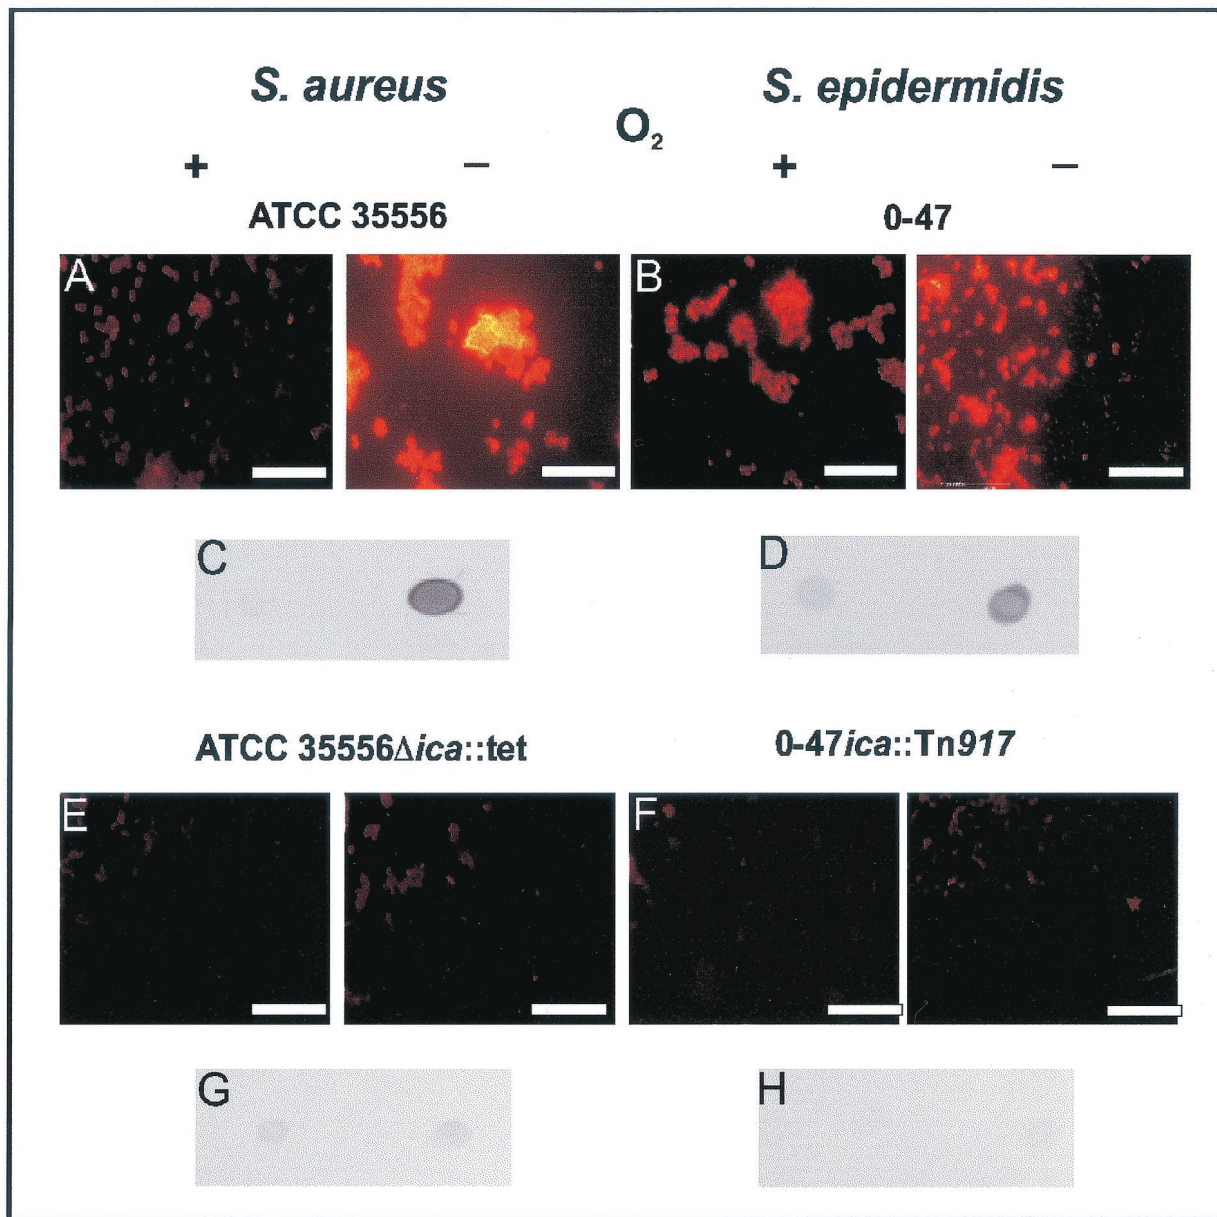 S. aureus
S. epidermidis
O₂
+
–
+
–
ATCC 35556
0-47
A
B
C
D
ATCC 35556Δica::tet
0-47ica::Tn917
E
F
G
H